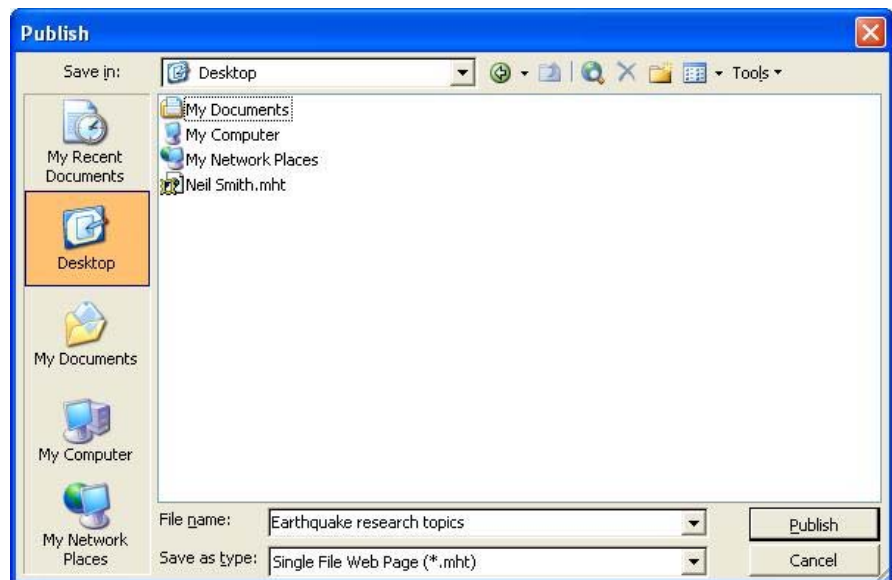 Publish
Save in:
Desktop
Tools
My Recent
Documents
Desktop
My Documents
My Computer
My Network
Places
My Documents
My Computer
My Network Places
Neil Smith.mht
File name:
Earthquake research topics
Publish
Save as type:
Single File Web Page (*.mht)
Cancel